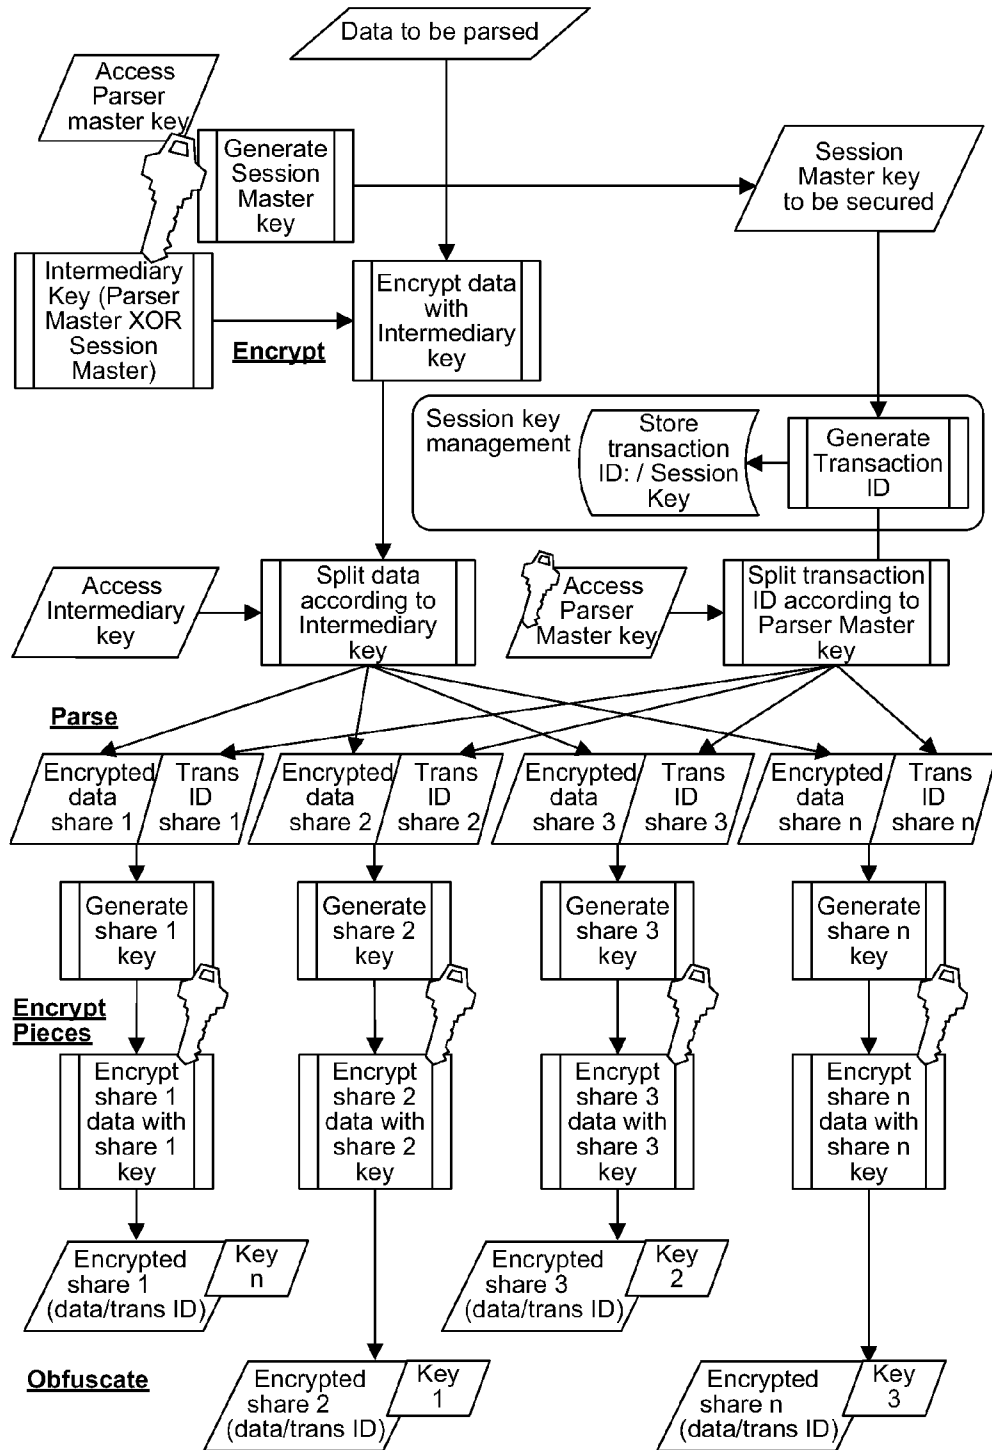 Data to be parsed
Access
Parser
master key
Generate
Session
Master
key
Session
Master key
to be secured
Intermediary
Key (Parser
Master XOR
Session
Master)
Encrypt
Encrypt data
with
Intermediary
key
Session key
management
Store
transaction
ID: / Session
Key
Generate
Transaction
ID
Access
Intermediary
key
Split data
according to
Intermediary
key
Access
Parser
Master key
Split transaction
ID according to
Parser Master
key
Parse
Encrypted
data
share 1
Trans
ID
share 1
Encrypted
data
share 2
Trans
ID
share 2
Encrypted
data
share 3
Trans
ID
share 3
Encrypted
data
share n
Trans
ID
share n
Generate
share 1
key
Generate
share 2
key
Generate
share 3
key
Generate
share n
key
Encrypt
Pieces
Encrypt
share 1
data with
share 1
key
Encrypt
share 2
data with
share 2
key
Encrypt
share 3
data with
share 3
key
Encrypt
share n
data with
share n
key
Encrypted
share 1
(data/trans ID)
Key
n
Encrypted
share 3
(data/trans ID)
Key
2
Obfuscate
Encrypted
share 2
(data/trans ID)
Key
1
Encrypted
share n
(data/trans ID)
Key
3